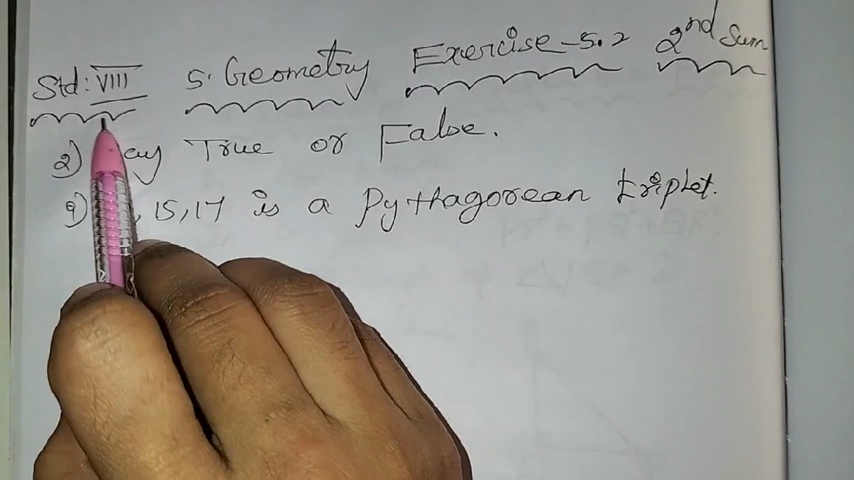 Std: VIII 5. Geometry Exercise-5.2 2nd Sum
2) True or False.
i) , 15, 17 is a Pythagorean triplet.